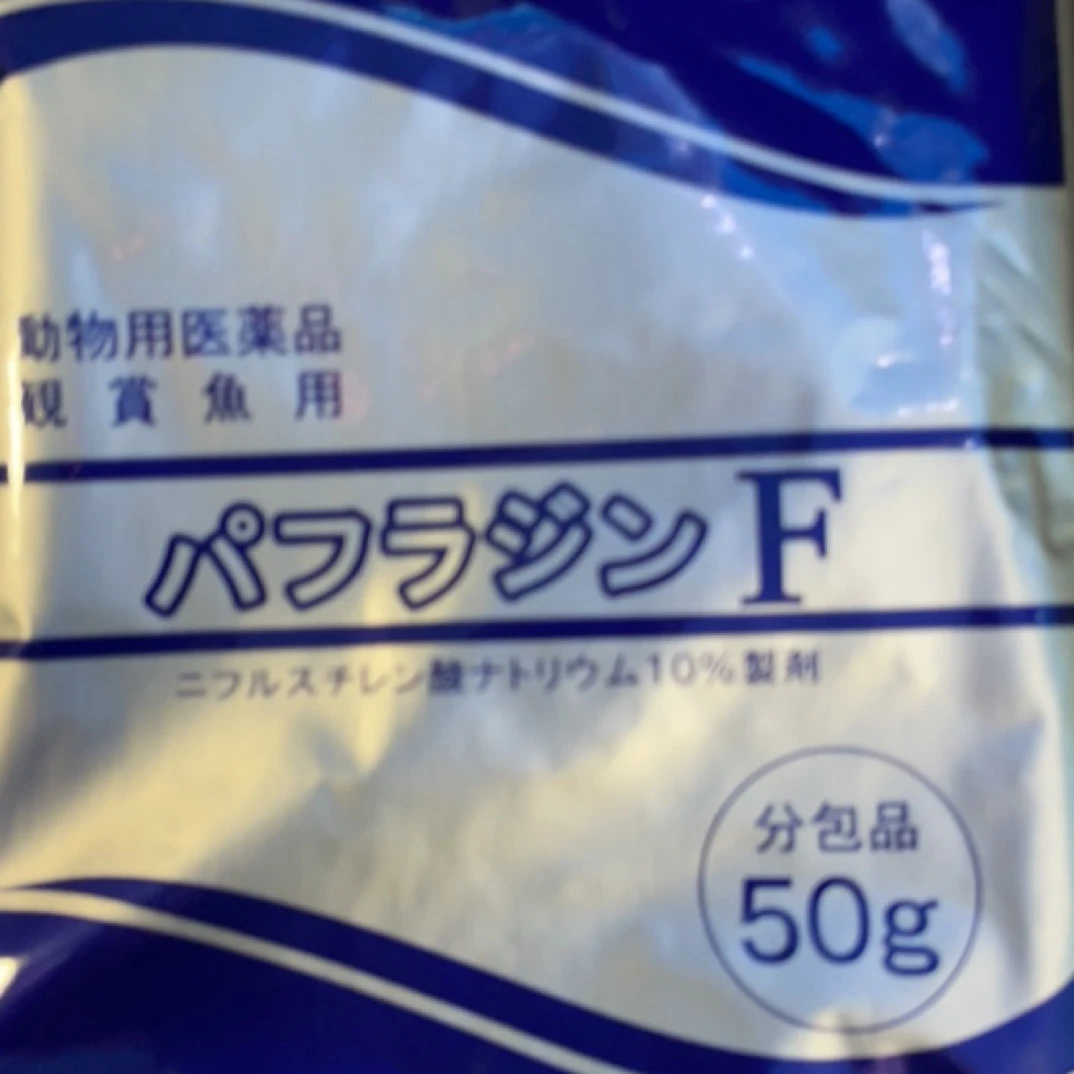 動物用医薬品
観賞魚用
パフラジンF
ニフルスチレン酸ナトリウム10%製剤
分包品
50g